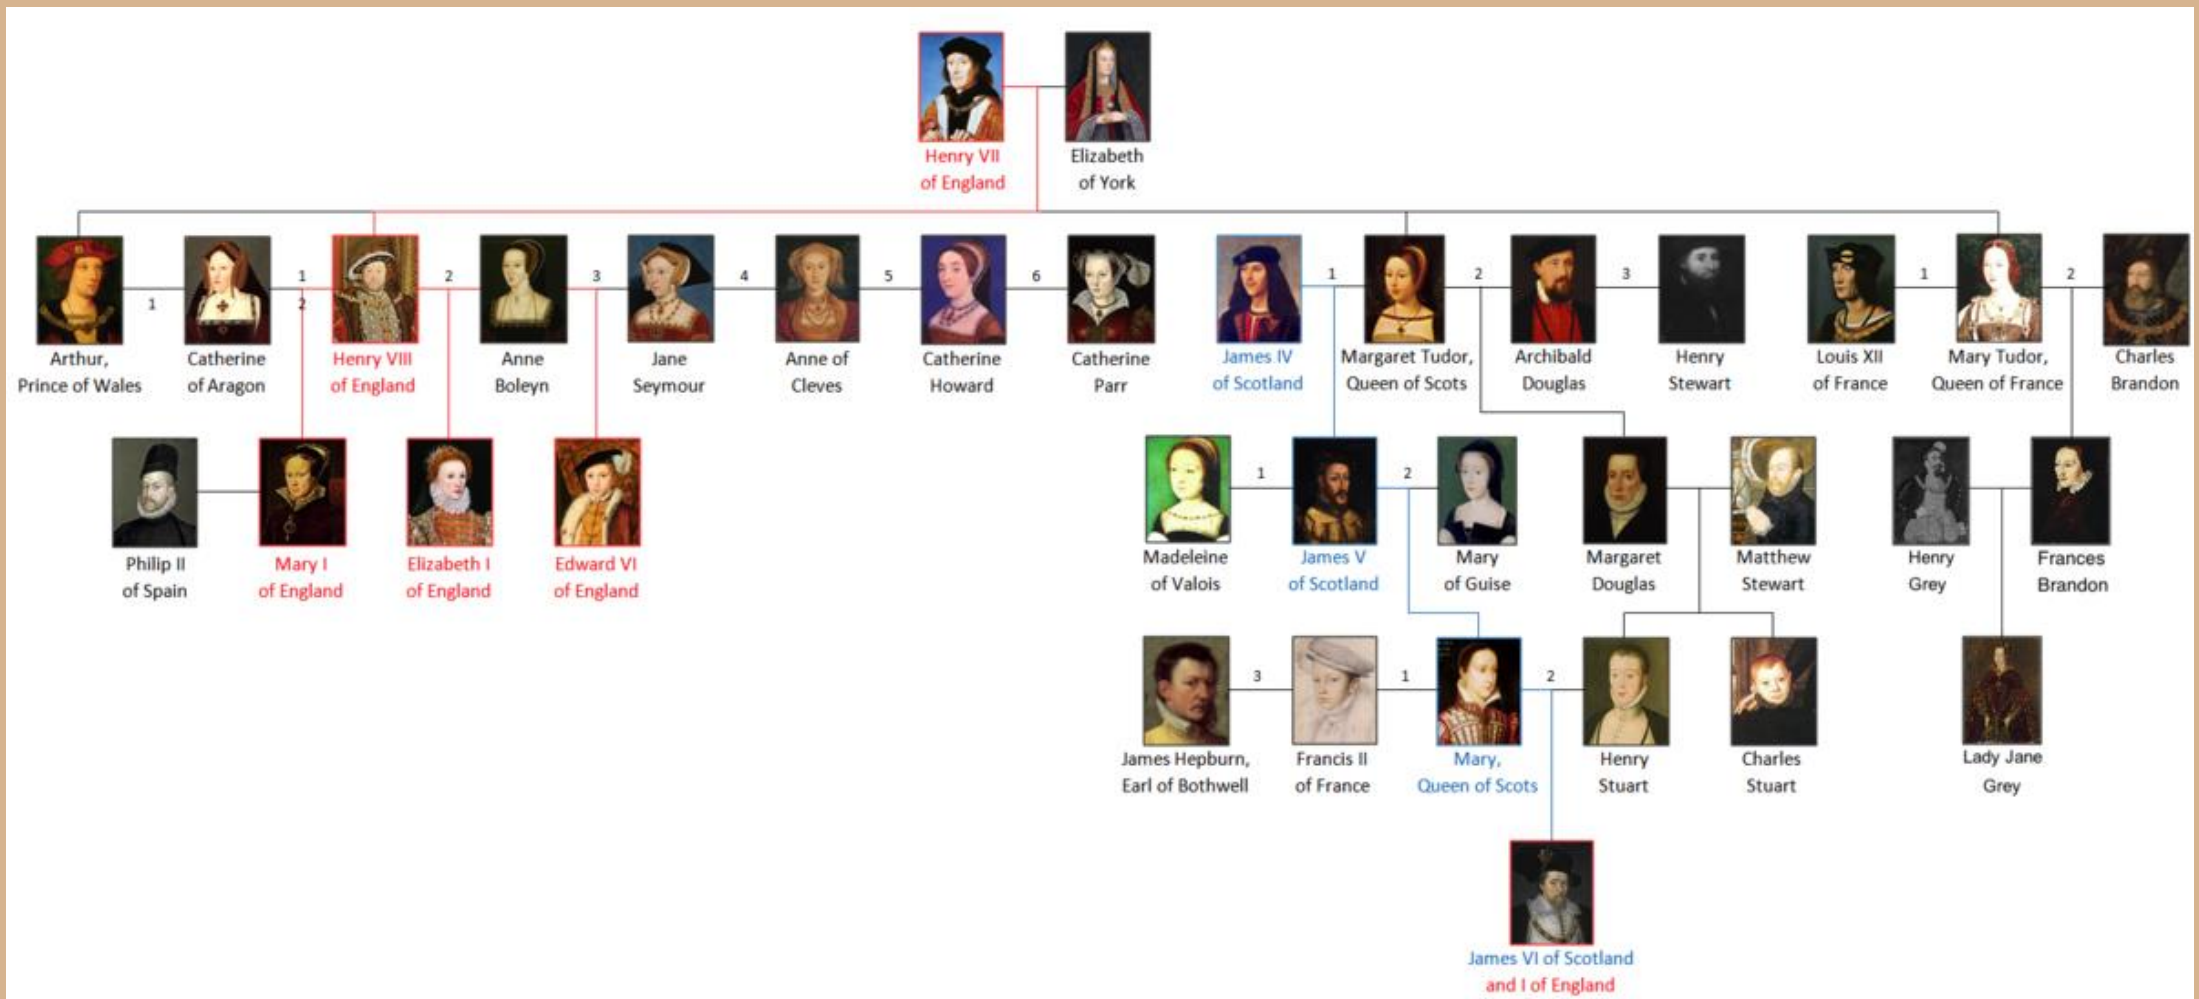 Henry VII
of England
Elizabeth
of York
1
1
2
2
3
4
5
6
1
2
3
1
2
Arthur,
Prince of Wales
Catherine
of Aragon
Henry VIII
of England
Anne
Boleyn
Jane
Seymour
Anne of
Cleves
Catherine
Howard
Catherine
Parr
James IV
of Scotland
Margaret Tudor,
Queen of Scots
Archibald
Douglas
Henry
Stewart
Louis XII
of France
Mary Tudor,
Queen of France
Charles
Brandon
1
2
Philip II
of Spain
Mary I
of England
Elizabeth I
of England
Edward VI
of England
Madeleine
of Valois
James V
of Scotland
Mary
of Guise
Margaret
Douglas
Matthew
Stewart
Henry
Grey
Frances
Brandon
3
1
2
James Hepburn,
Earl of Bothwell
Francis II
of France
Mary,
Queen of Scots
Henry
Stuart
Charles
Stuart
Lady Jane
Grey
James VI of Scotland
and I of England